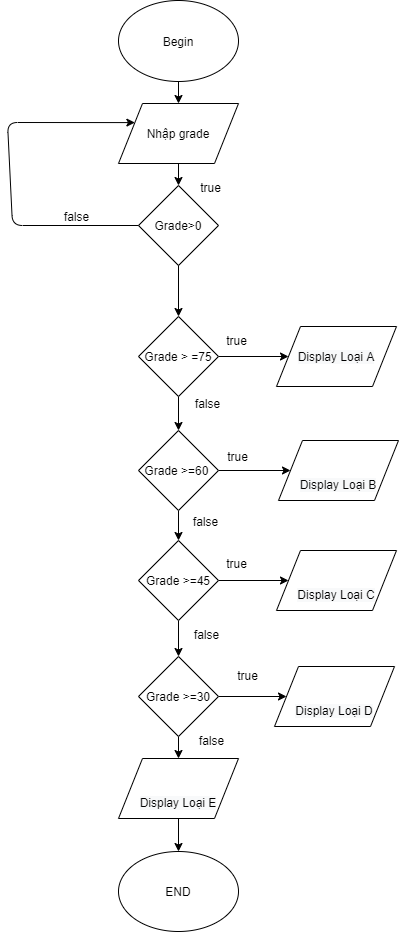 Begin
Nhập grade
true
false
Grade>0
true
Grade > =75
Display Loại A
false
true
Grade >=60
Display Loại B
false
true
Grade >=45
Display Loại C
false
true
Grade >=30
Display Loại D
false
Display Loại E
END